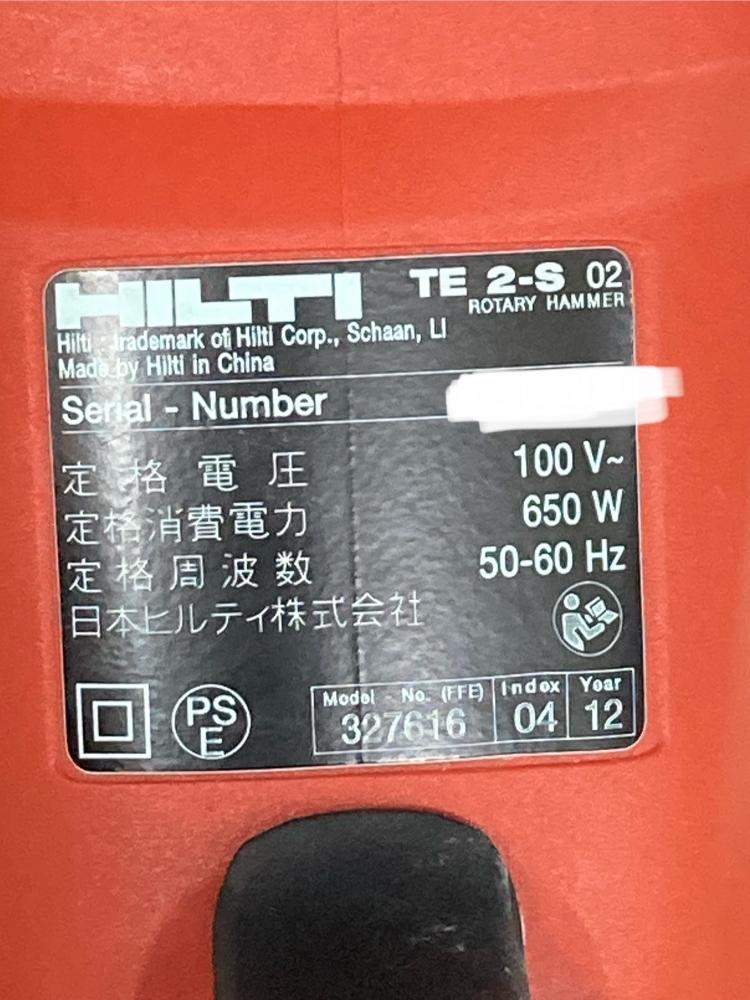 HILTI TE 2-S 02
ROTARY HAMMER
Hilti : trademark of Hilti Corp., Schaan, LI
Made by Hilti in China
Serial - Number
定格電圧 100 V~
定格消費電力 650 W
定格周波数 50-60 Hz
日本ヒルティ株式会社
PS
E
Model - No. (FFE) Index Year
327616 04 12